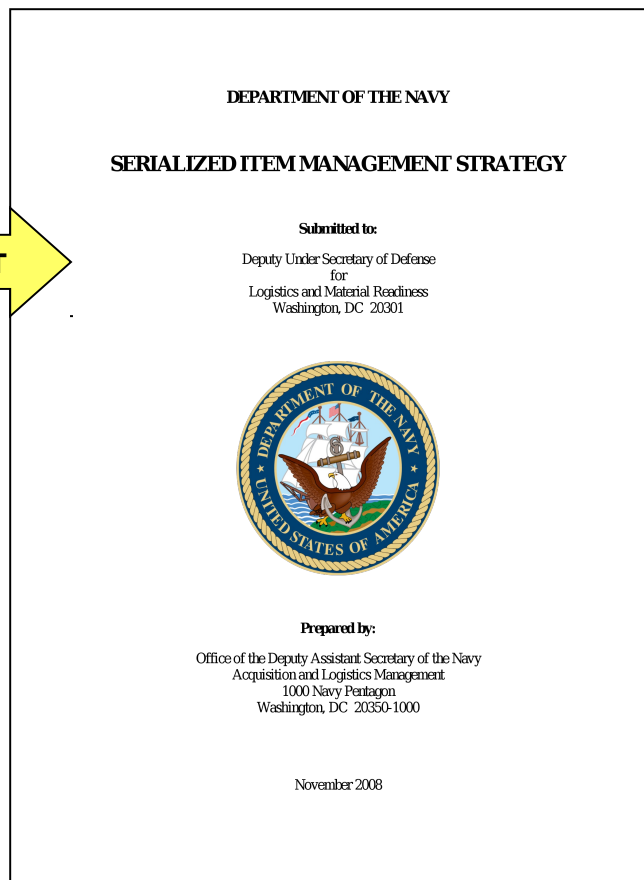 DEPARTMENT OF THE NAVY
SERIALIZED ITEM MANAGEMENT STRATEGY
Submitted to:
Deputy Under Secretary of Defense
for
Logistics and Material Readiness
Washington, DC 20301
T
DEPARTMENT OF THE NAVY
UNITED STATES OF AMERICA
Prepared by:
Office of the Deputy Assistant Secretary of the Navy
Acquisition and Logistics Management
1000 Navy Pentagon
Washington, DC 20350-1000
November 2008